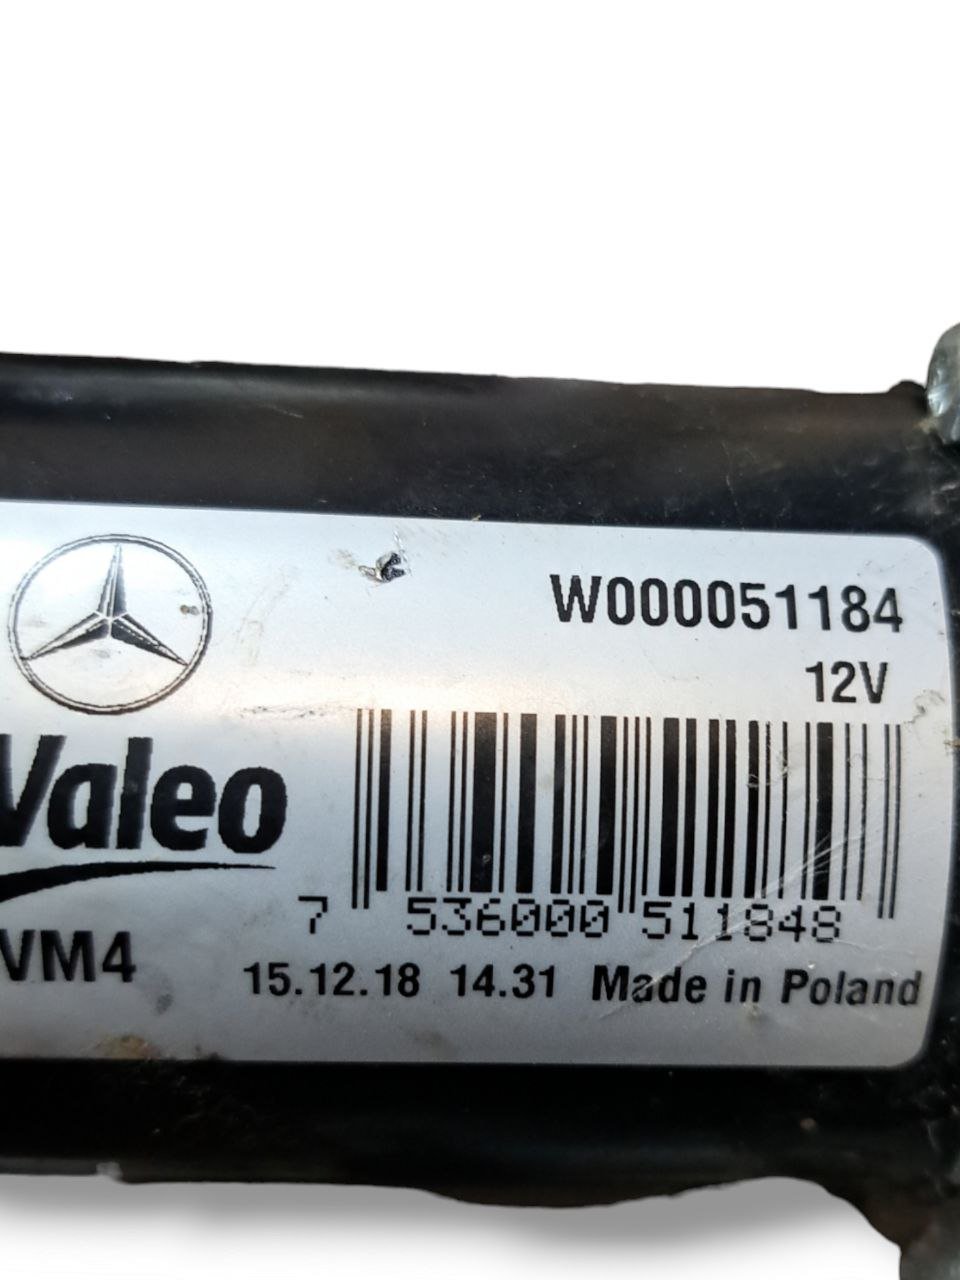 W000051184
12V
Valeo
7 536000 511848
VM4
15.12.18 14.31 Made in Poland